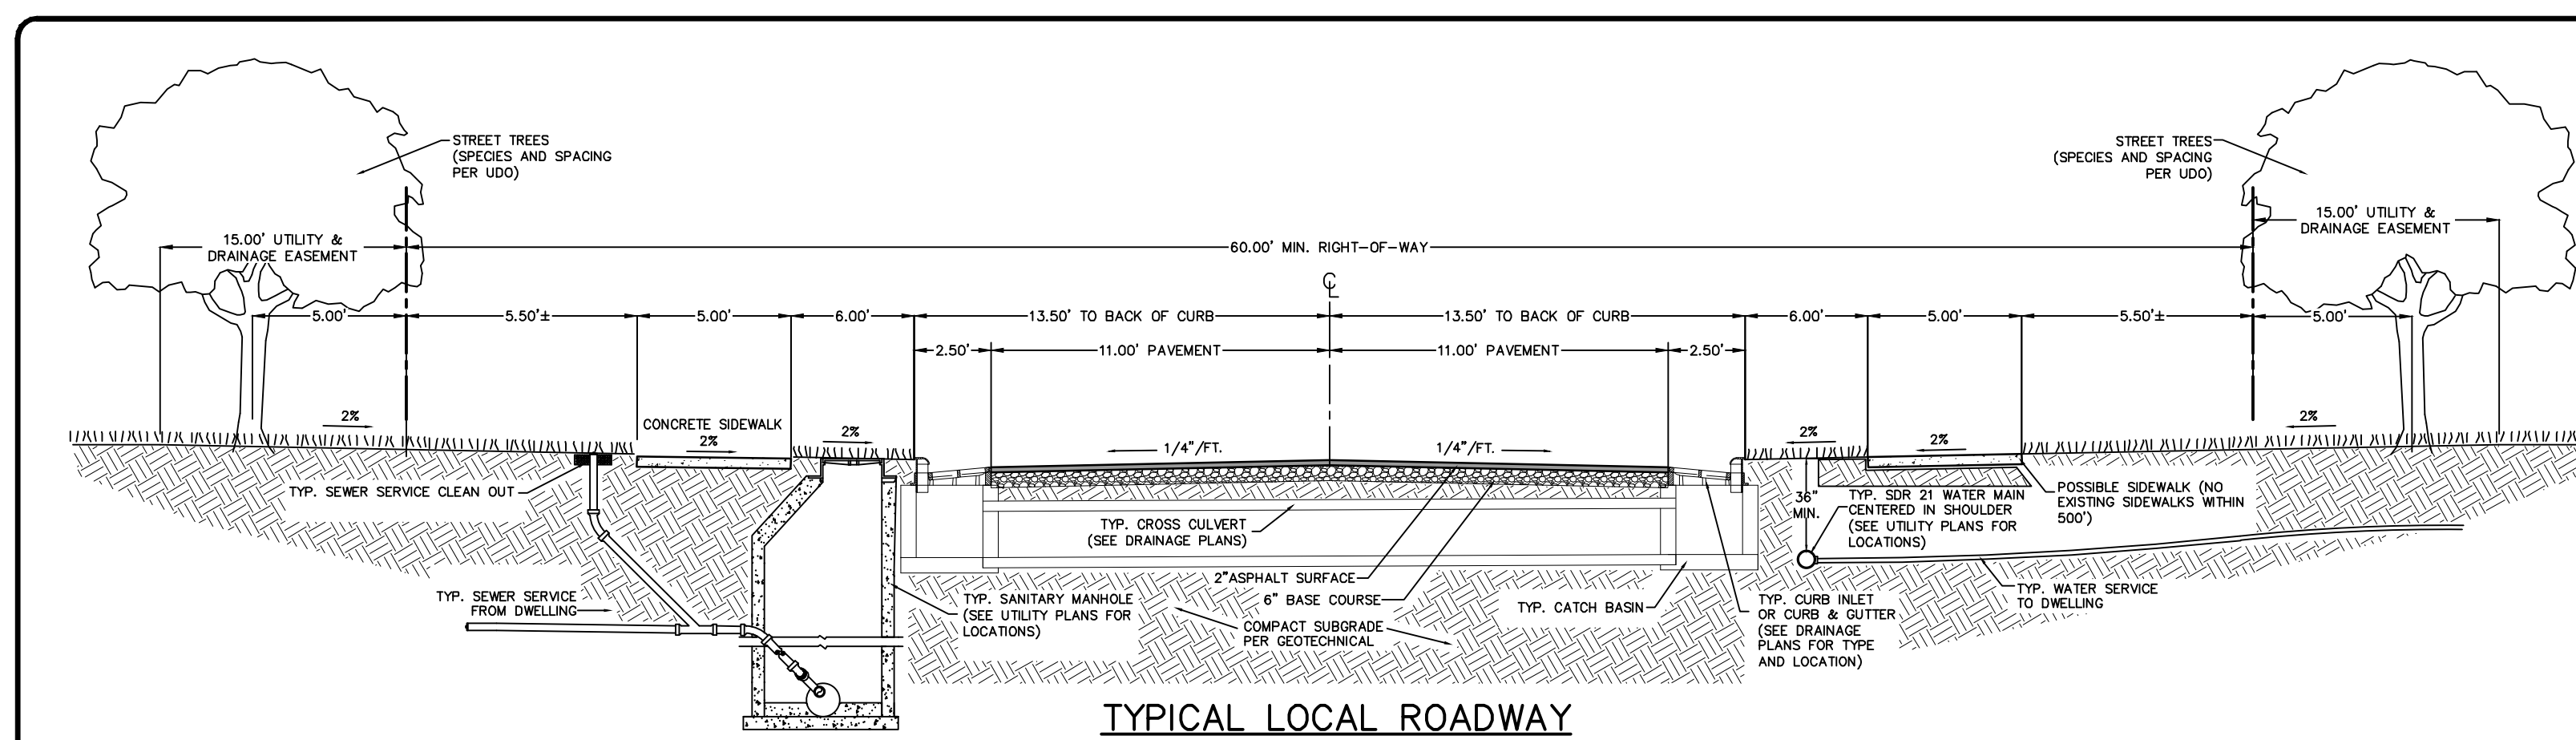 STREET TREES
(SPECIES AND SPACING
PER UDO)
STREET TREES
(SPECIES AND SPACING
PER UDO)
15.00' UTILITY &
DRAINAGE EASEMENT
60.00' MIN. RIGHT-OF-WAY
15.00' UTILITY &
DRAINAGE EASEMENT
℄
5.00'
5.50'±
5.00'
6.00'
13.50' TO BACK OF CURB
13.50' TO BACK OF CURB
6.00'
5.00'
5.50'±
5.00'
2.50'
11.00' PAVEMENT
11.00' PAVEMENT
2.50'
2%
CONCRETE SIDEWALK
2%
2%
1/4"/FT.
1/4"/FT.
2%
2%
2%
TYP. SEWER SERVICE CLEAN OUT
TYP. CROSS CULVERT
(SEE DRAINAGE PLANS)
36"
MIN.
TYP. SDR 21 WATER MAIN
CENTERED IN SHOULDER
(SEE UTILITY PLANS FOR
LOCATIONS)
POSSIBLE SIDEWALK (NO
EXISTING SIDEWALKS WITHIN
500')
TYP. SEWER SERVICE
FROM DWELLING
TYP. SANITARY MANHOLE
(SEE UTILITY PLANS FOR
LOCATIONS)
2"ASPHALT SURFACE
6" BASE COURSE
COMPACT SUBGRADE
PER GEOTECHNICAL
TYP. CATCH BASIN
TYP. CURB INLET
OR CURB & GUTTER
(SEE DRAINAGE
PLANS FOR TYPE
AND LOCATION)
TYP. WATER SERVICE
TO DWELLING
TYPICAL LOCAL ROADWAY